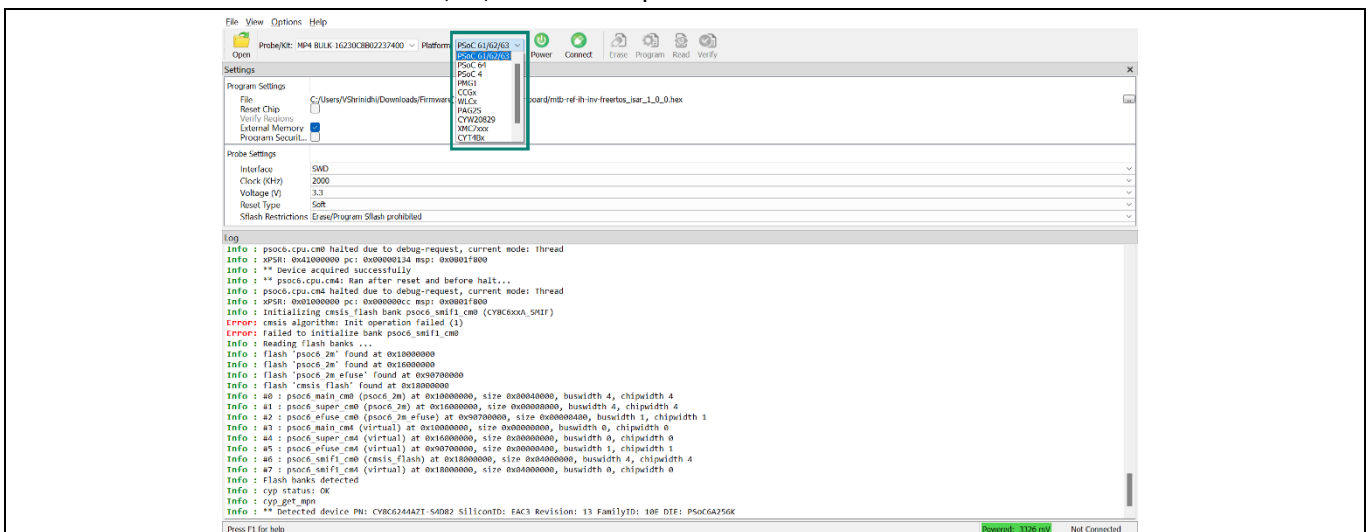 File View Options Help
Open Probe/Kit: MP4 BULK-16230C8B02237400 Platform PSoC 61/62/63 Power Connect Erase Program Read Verify
PSoC 61/62/63
PSoC 64
PSoC 4
PMG1
CCGx
WLCx
PAG2S
CYW20829
XMC7xxx
CYT4Bx
Settings
Program Settings
File C:/Users/VShrinidhi/Downloads/Firmware oard/mtb-ref-ih-inv-freertos_isar_1_0_0.hex
Reset Chip
Verify Regions
External Memory
Program Securit...
Probe Settings
Interface SWD
Clock (KHz) 2000
Voltage (V) 3.3
Reset Type Soft
Sflash Restrictions Erase/Program Sflash prohibited
Log
Info : psoc6.cpu.cm0 halted due to debug-request, current mode: Thread
Info : xPSR: 0x41000000 pc: 0x00000134 msp: 0x0801f800
Info : ** Device acquired successfully
Info : ** psoc6.cpu.cm4: Ran after reset and before halt...
Info : psoc6.cpu.cm4 halted due to debug-request, current mode: Thread
Info : xPSR: 0x01000000 pc: 0x000000cc msp: 0x0801f800
Info : Initializing cmsis_flash bank psoc6_smif1_cm0 (CY8C6xxA_SMIF)
Error: cmsis algorithm: Init operation failed (1)
Error: Failed to initialize bank psoc6_smif1_cm0
Info : Reading flash banks ...
Info : flash 'psoc6_2m' found at 0x10000000
Info : flash 'psoc6_2m' found at 0x16000000
Info : flash 'psoc6_2m_efuse' found at 0x90700000
Info : flash 'cmsis_flash' found at 0x18000000
Info : #0 : psoc6_main_cm0 (psoc6_2m) at 0x10000000, size 0x00040000, buswidth 4, chipwidth 4
Info : #1 : psoc6_super_cm0 (psoc6_2m) at 0x16000000, size 0x00008000, buswidth 4, chipwidth 4
Info : #2 : psoc6_efuse_cm0 (psoc6_2m_efuse) at 0x90700000, size 0x00000400, buswidth 1, chipwidth 1
Info : #3 : psoc6_main_cm4 (virtual) at 0x10000000, size 0x00000000, buswidth 0, chipwidth 0
Info : #4 : psoc6_super_cm4 (virtual) at 0x16000000, size 0x00000000, buswidth 0, chipwidth 0
Info : #5 : psoc6_efuse_cm4 (virtual) at 0x90700000, size 0x00000400, buswidth 1, chipwidth 1
Info : #6 : psoc6_smif1_cm0 (cmsis_flash) at 0x18000000, size 0x04000000, buswidth 4, chipwidth 4
Info : #7 : psoc6_smif1_cm4 (virtual) at 0x18000000, size 0x04000000, buswidth 0, chipwidth 0
Info : Flash banks detected
Info : cyp status: OK
Info : cyp_get_mpn
Info : ** Detected device PN: CY8C6244AZI-S4D82 SiliconID: EAC3 Revision: 13 FamilyID: 10E DIE: PSoC6A256K
Press F1 for help Powered: 3326 mV Not Connected